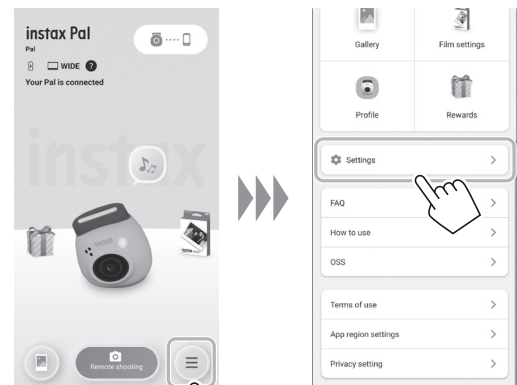 instax Pal
Pal
WIDE ?
Your Pal is connected
instax
instax
Remote shooting
Gallery
Film settings
Profile
Rewards
Settings
FAQ
How to use
OSS
Terms of use
App region settings
Privacy setting